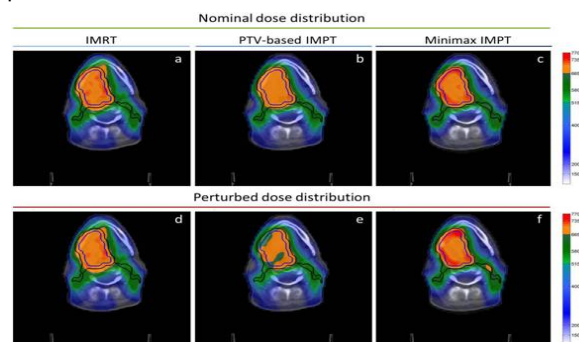 Nominal dose distribution
IMRT PTV-based IMPT Minimax IMPT
a b c
Perturbed dose distribution
d e f